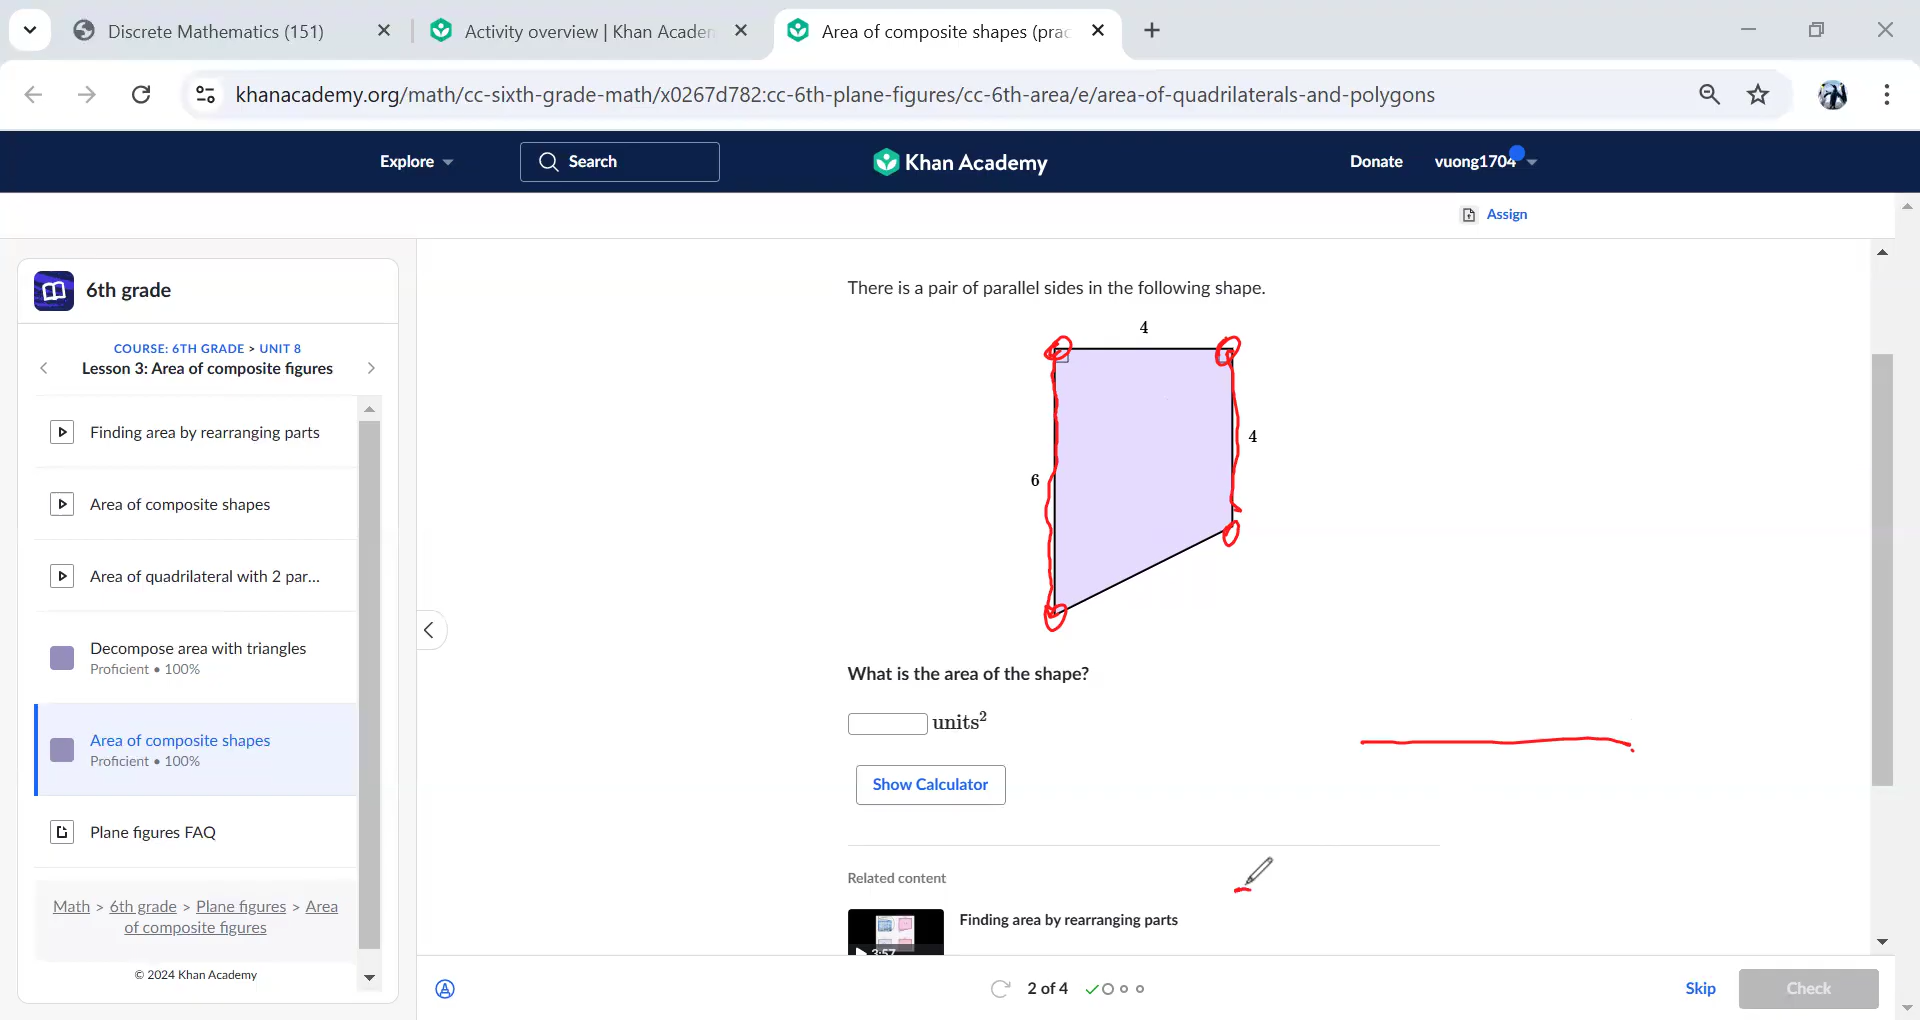 Discrete Mathematics (151)
Activity overview | Khan Acaden
Area of composite shapes (prac
khanacademy.org/math/cc-sixth-grade-math/x0267d782:cc-6th-plane-figures/cc-6th-area/e/area-of-quadrilaterals-and-polygons
Explore
Search
Khan Academy
Donate
vuong1704
Assign
6th grade
COURSE: 6TH GRADE > UNIT 8
Lesson 3: Area of composite figures
Finding area by rearranging parts
Area of composite shapes
Area of quadrilateral with 2 par...
Decompose area with triangles
Proficient • 100%
Area of composite shapes
Proficient • 100%
Plane figures FAQ
Math > 6th grade > Plane figures > Area
of composite figures
© 2024 Khan Academy
There is a pair of parallel sides in the following shape.
4
4
6
What is the area of the shape?
units²
Show Calculator
Related content
Finding area by rearranging parts
3:57
2 of 4
Skip
Check